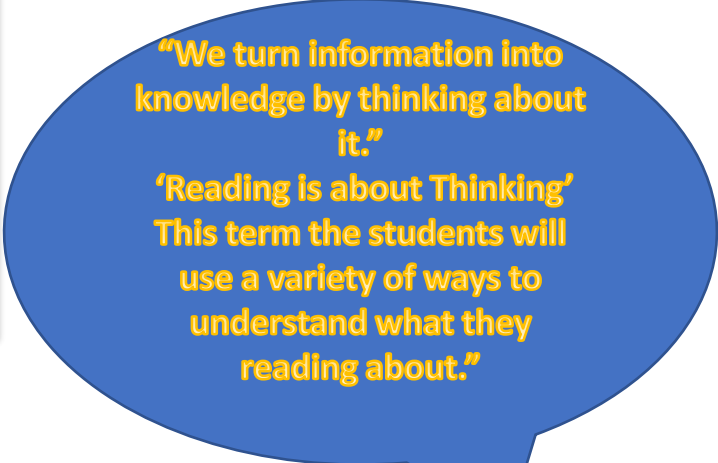 “We turn information into
knowledge by thinking about
it.”
‘Reading is about Thinking’
This term the students will
use a variety of ways to
understand what they
reading about.”